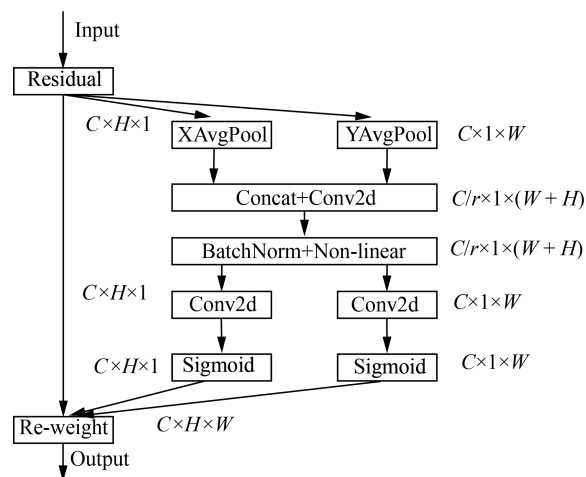 Input
Residual
C×H×1
XAvgPool
YAvgPool
C×1×W
Concat+Conv2d
C/r×1×(W + H)
BatchNorm+Non-linear
C/r×1×(W + H)
C×H×1
Conv2d
Conv2d
C×1×W
C×H×1
Sigmoid
Sigmoid
C×1×W
Re-weight
C×H×W
Output